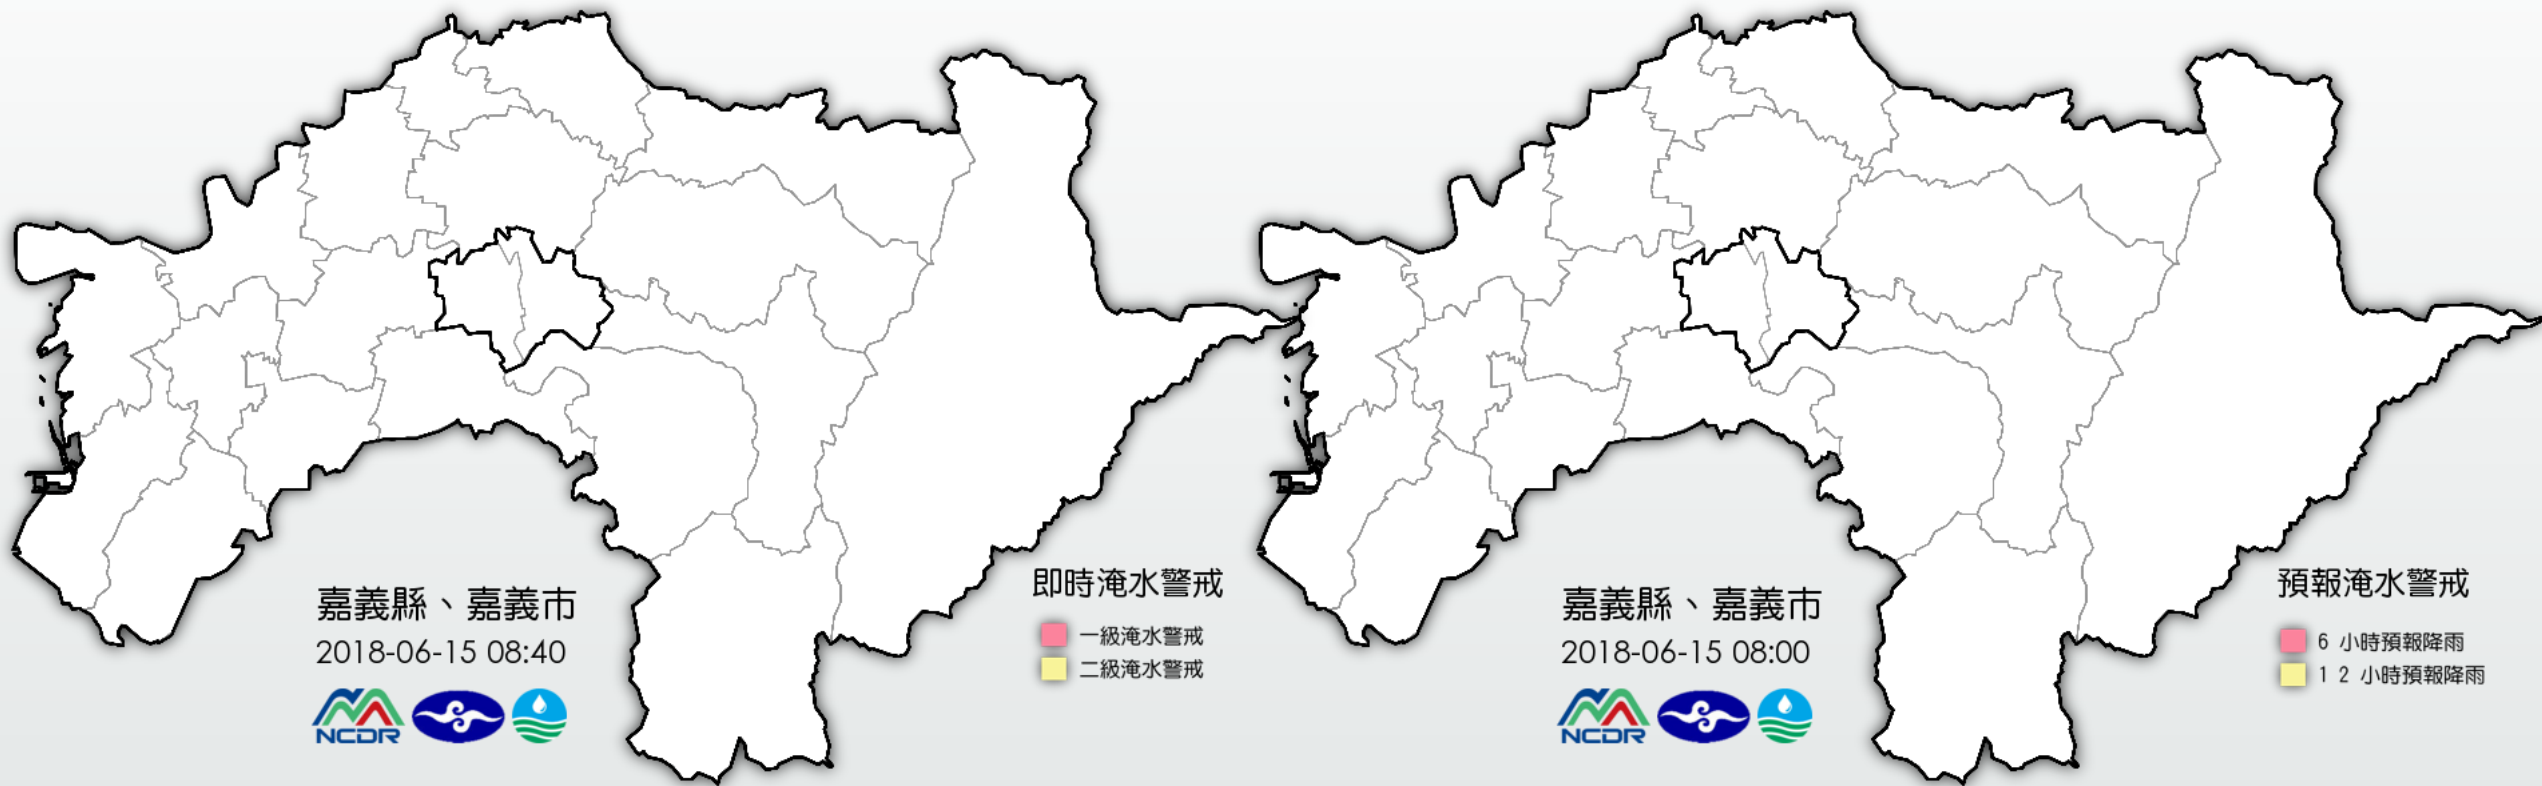 嘉義縣、嘉義市
2018-06-15 08:40
NCDR
即時淹水警戒
一級淹水警戒
二級淹水警戒
嘉義縣、嘉義市
2018-06-15 08:00
NCDR
預報淹水警戒
6 小時預報降雨
1 2 小時預報降雨